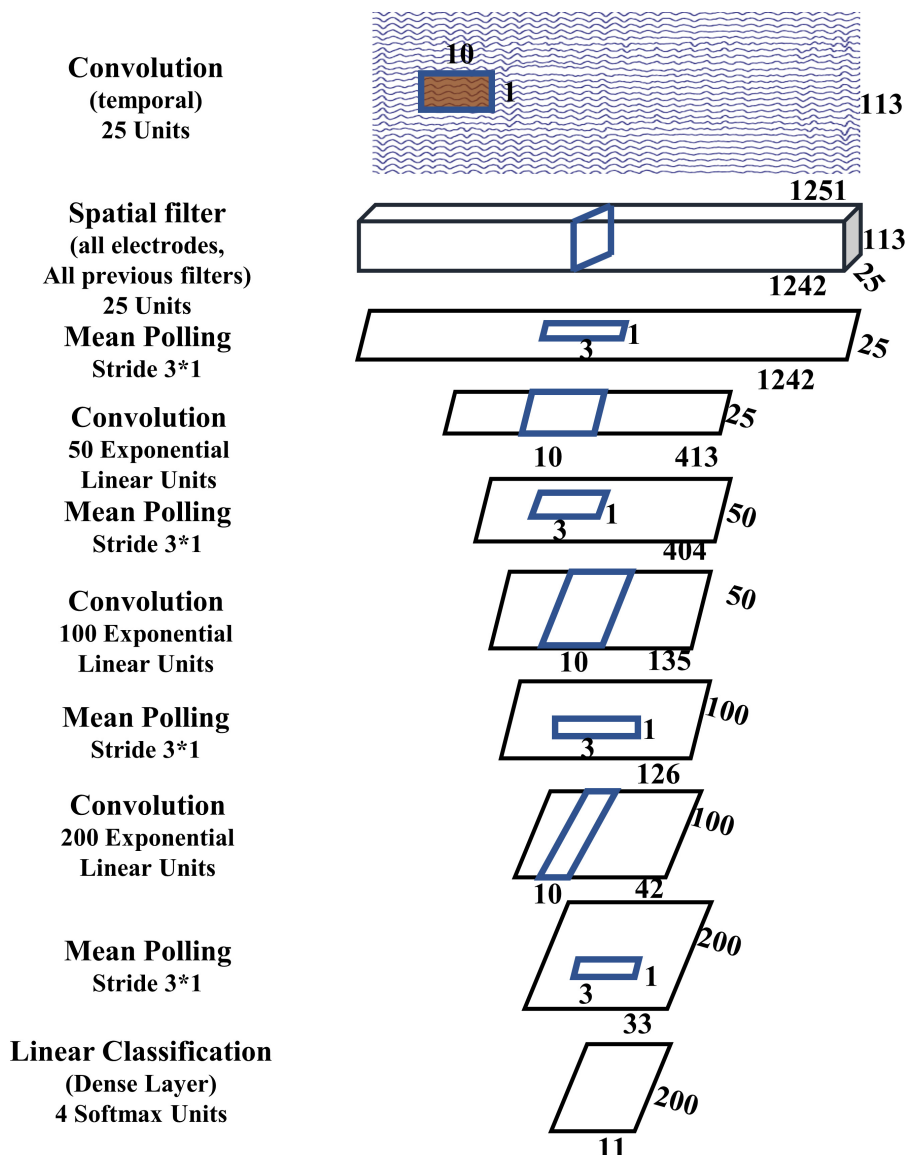 Convolution
(temporal)
25 Units
10
1
113
1251
Spatial filter
(all electrodes,
All previous filters)
25 Units
113
25
1242
Mean Polling
Stride 3*1
1
3
25
1242
Convolution
50 Exponential
Linear Units
25
10
413
Mean Polling
Stride 3*1
1
3
50
404
Convolution
100 Exponential
Linear Units
50
10
135
Mean Polling
Stride 3*1
100
1
3
126
Convolution
200 Exponential
Linear Units
100
10
42
Mean Polling
Stride 3*1
200
1
3
33
Linear Classification
(Dense Layer)
4 Softmax Units
200
11